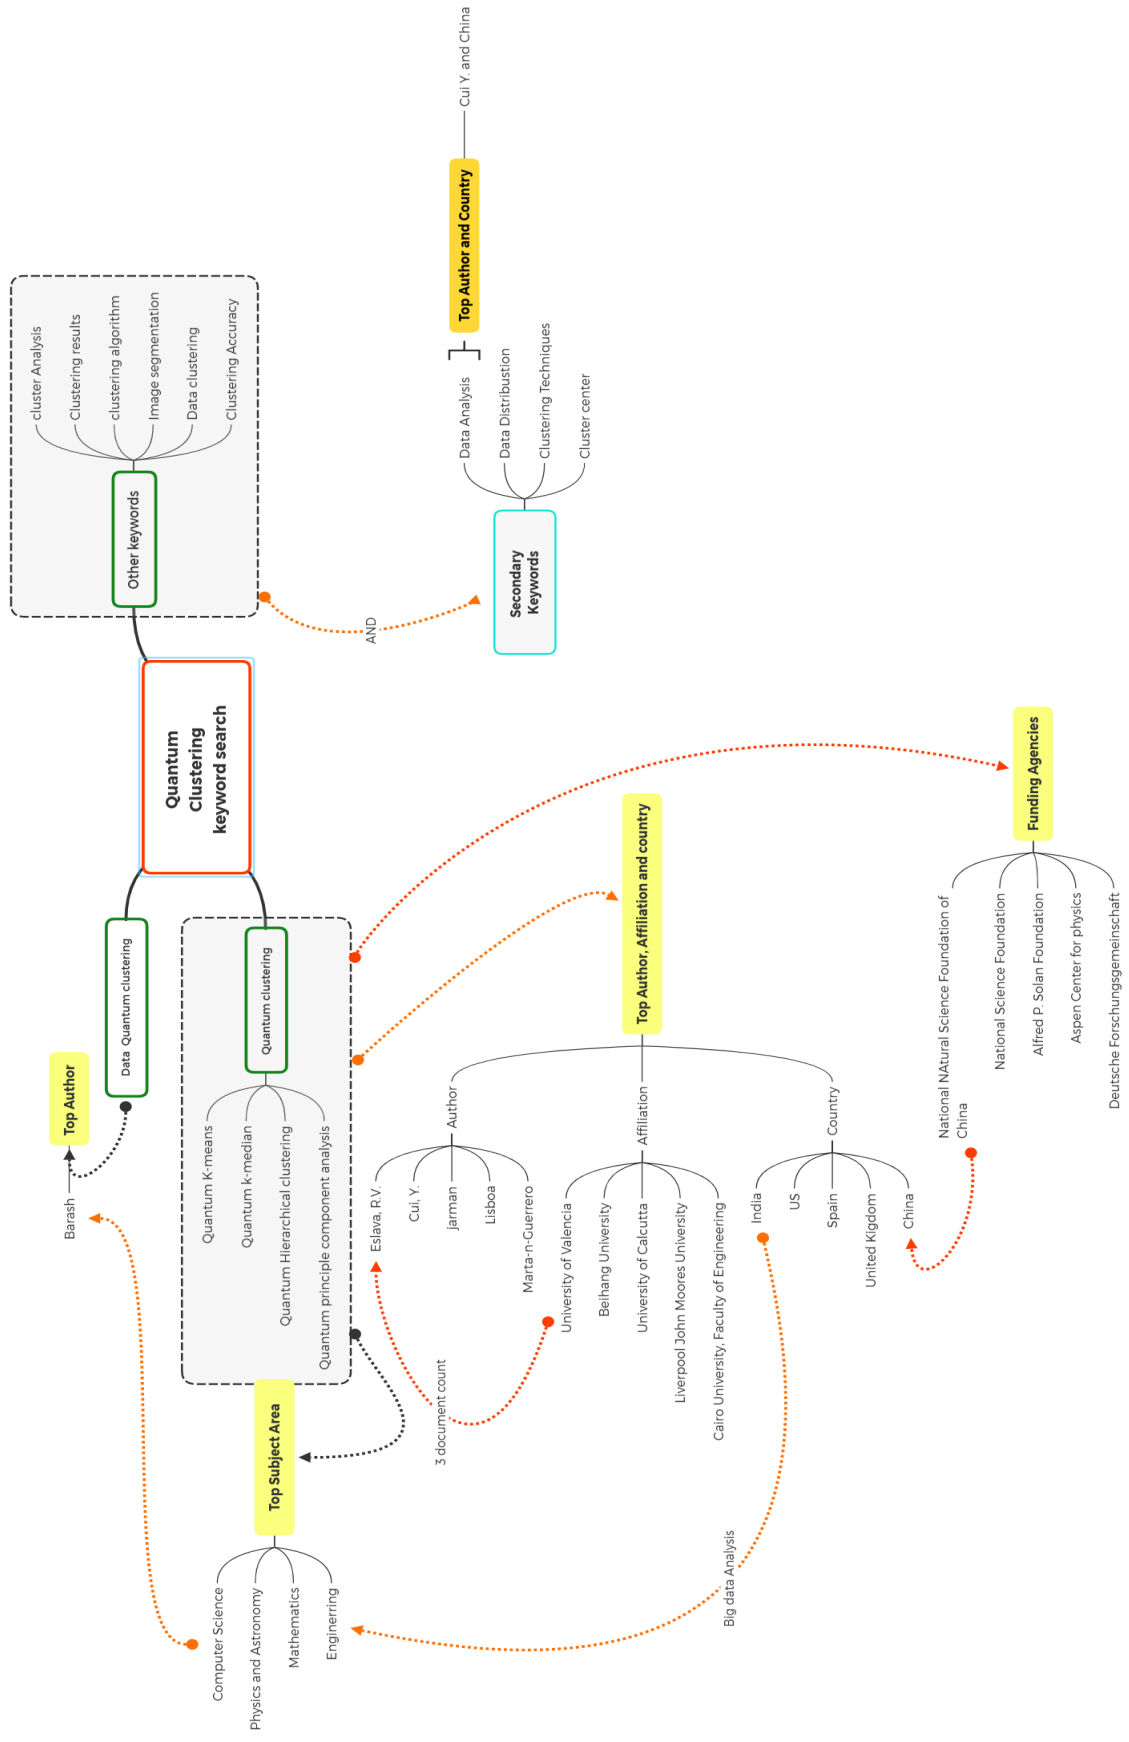 Quantum
Clustering
keyword search
Other keywords
cluster Analysis
Clustering results
clustering algorithm
Image segmentation
Data clustering
Clustering Accuracy
AND
Secondary
Keywords
Data Analysis
Data Distribustion
Clustering Techniques
Cluster center
Top Author and Country
Cui Y. and China
Data Quantum clustering
Top Author
Barash
Quantum clustering
Quantum K-means
Quantum k-median
Quantum Hierarchical clustering
Quantum principle component analysis
Top Subject Area
Computer Science
Physics and Astronomy
Mathematics
Enginerring
Top Author, Affiliation and country
Author
Eslava, R.V.
Cui, Y.
jarman
Lisboa
Marta-n-Guerrero
3 document count
Affiliation
University of Valencia
Beihang University
University of Calcutta
Liverpool John Moores University
Cairo University, Faculty of Engineering
Country
India
US
Spain
United KIgdom
China
Big data Analysis
Funding Agencies
National NAtural Science Foundation of
China
National Science Foundation
Alfred P. Solan Foundation
Aspen Center for physics
Deutsche Forschungsgemeinschaft